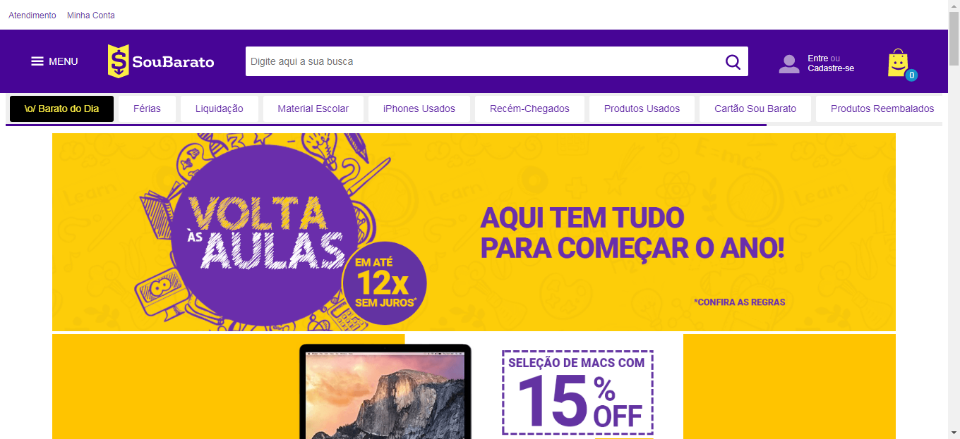 Atendimento Minha Conta
MENU
SouBarato
Digite aqui a sua busca
Entre ou
Cadastre-se
0
\o/ Barato do Dia Férias Liquidação Material Escolar iPhones Usados Recém-Chegados Produtos Usados Cartão Sou Barato Produtos Reembalados
VOLTA
ÀS
AULAS
EM ATÉ
12x
SEM JUROS*
AQUI TEM TUDO
PARA COMEÇAR O ANO!
*CONFIRA AS REGRAS
SELEÇÃO DE MACS COM
15%
OFF